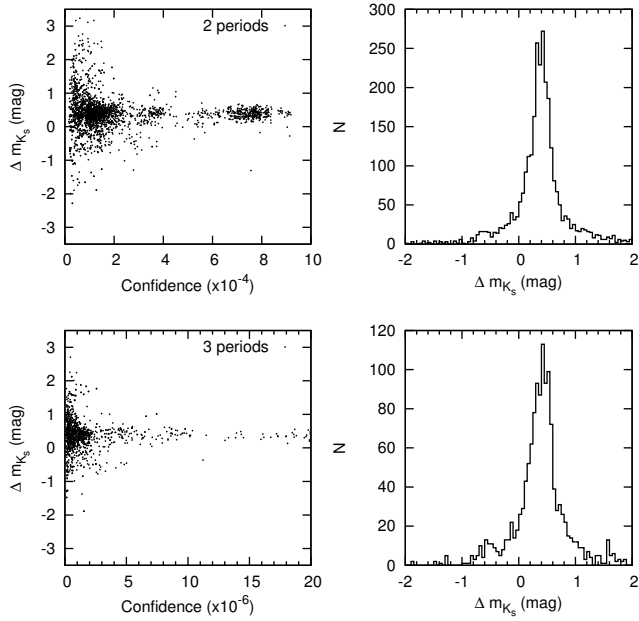 2 periods
3
2
1
0
-1
-2
-3
Δ m_Ks (mag)
0 2 4 6 8 10
Confidence (x10^-4)
300
250
200
150
100
50
0
N
-2 -1 0 1 2
Δ m_Ks (mag)
3 periods
3
2
1
0
-1
-2
-3
Δ m_Ks (mag)
0 5 10 15 20
Confidence (x10^-6)
120
100
80
60
40
20
0
N
-2 -1 0 1 2
Δ m_Ks (mag)